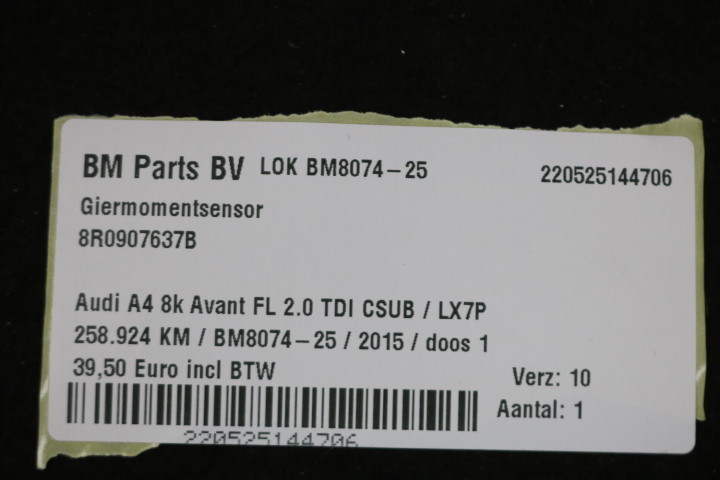 BM Parts BV LOK BM8074-25 220525144706
Giermomentsensor
8R0907637B
Audi A4 8k Avant FL 2.0 TDI CSUB / LX7P
258.924 KM / BM8074-25 / 2015 / doos 1
39,50 Euro incl BTW
Verz: 10
Aantal: 1
220525144706